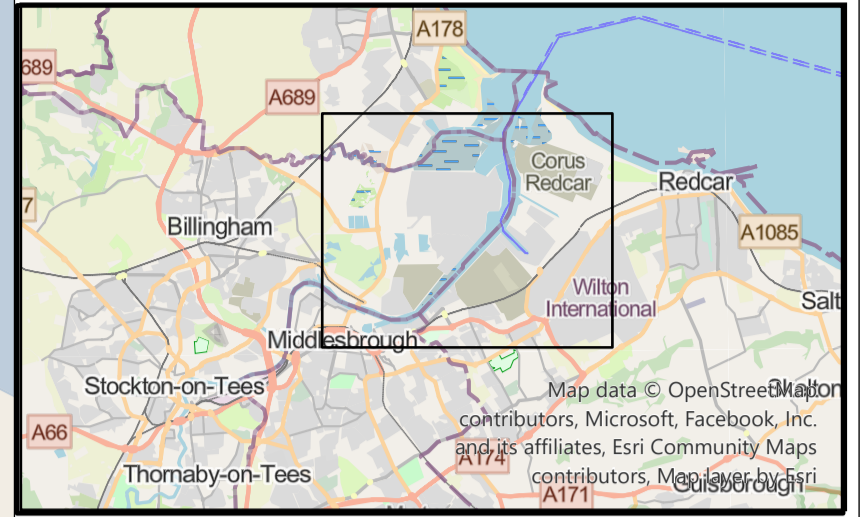 A178
689
A689
Corus
Redcar
Redcar
7
Billingham
A1085
Wilton
International
Salt
Middlesbrough
Stockton-on-Tees
Map data © OpenStreetMap
contributors, Microsoft, Facebook, Inc.
A66
and its affiliates, Esri Community Maps
A174
Thornaby-on-Tees
contributors, Map layer by Esri
Guisborough
A171